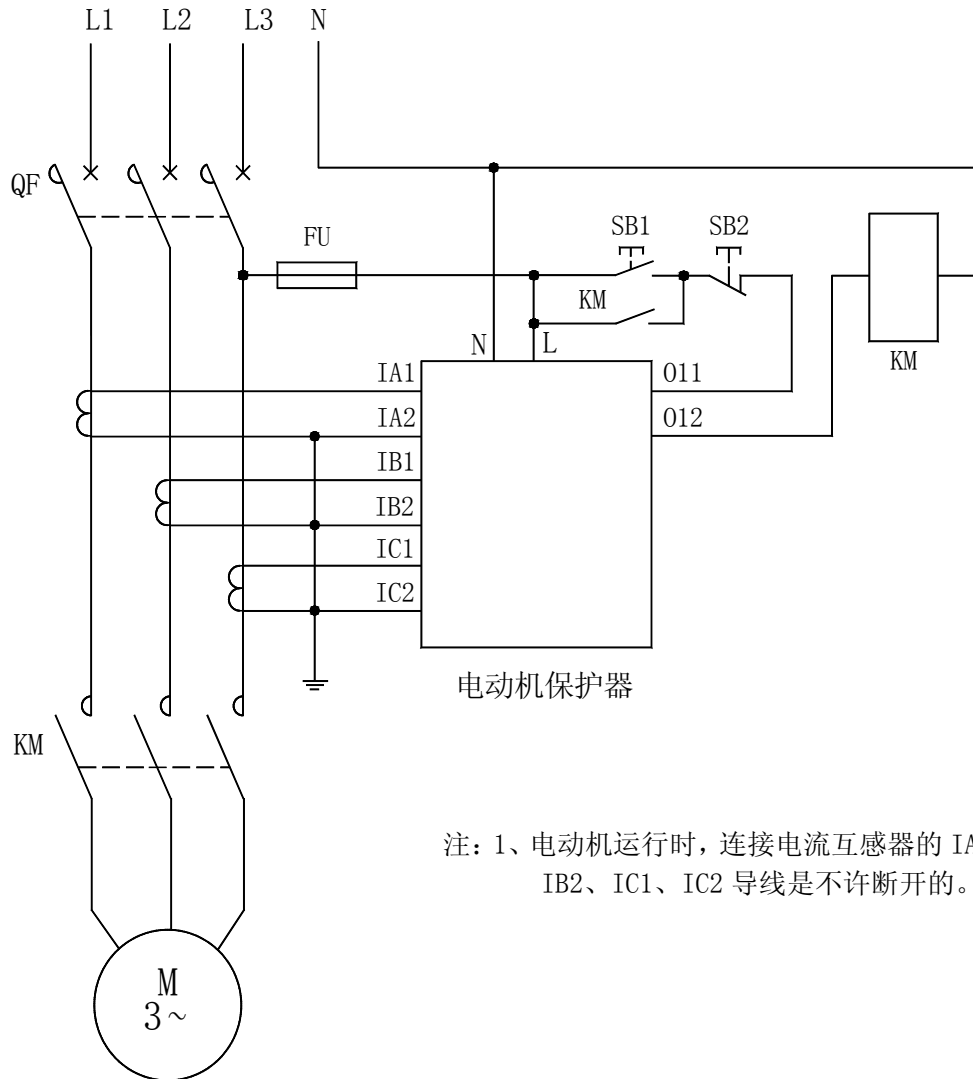 L1 L2 L3 N
QF
FU
SB1 SB2
KM
N L
KM
IA1
O11
IA2
O12
IB1
IB2
IC1
IC2
电动机保护器
KM
注: 1、电动机运行时, 连接电流互感器的 IA
IB2、IC1、IC2 导线是不许断开的。
M
3~